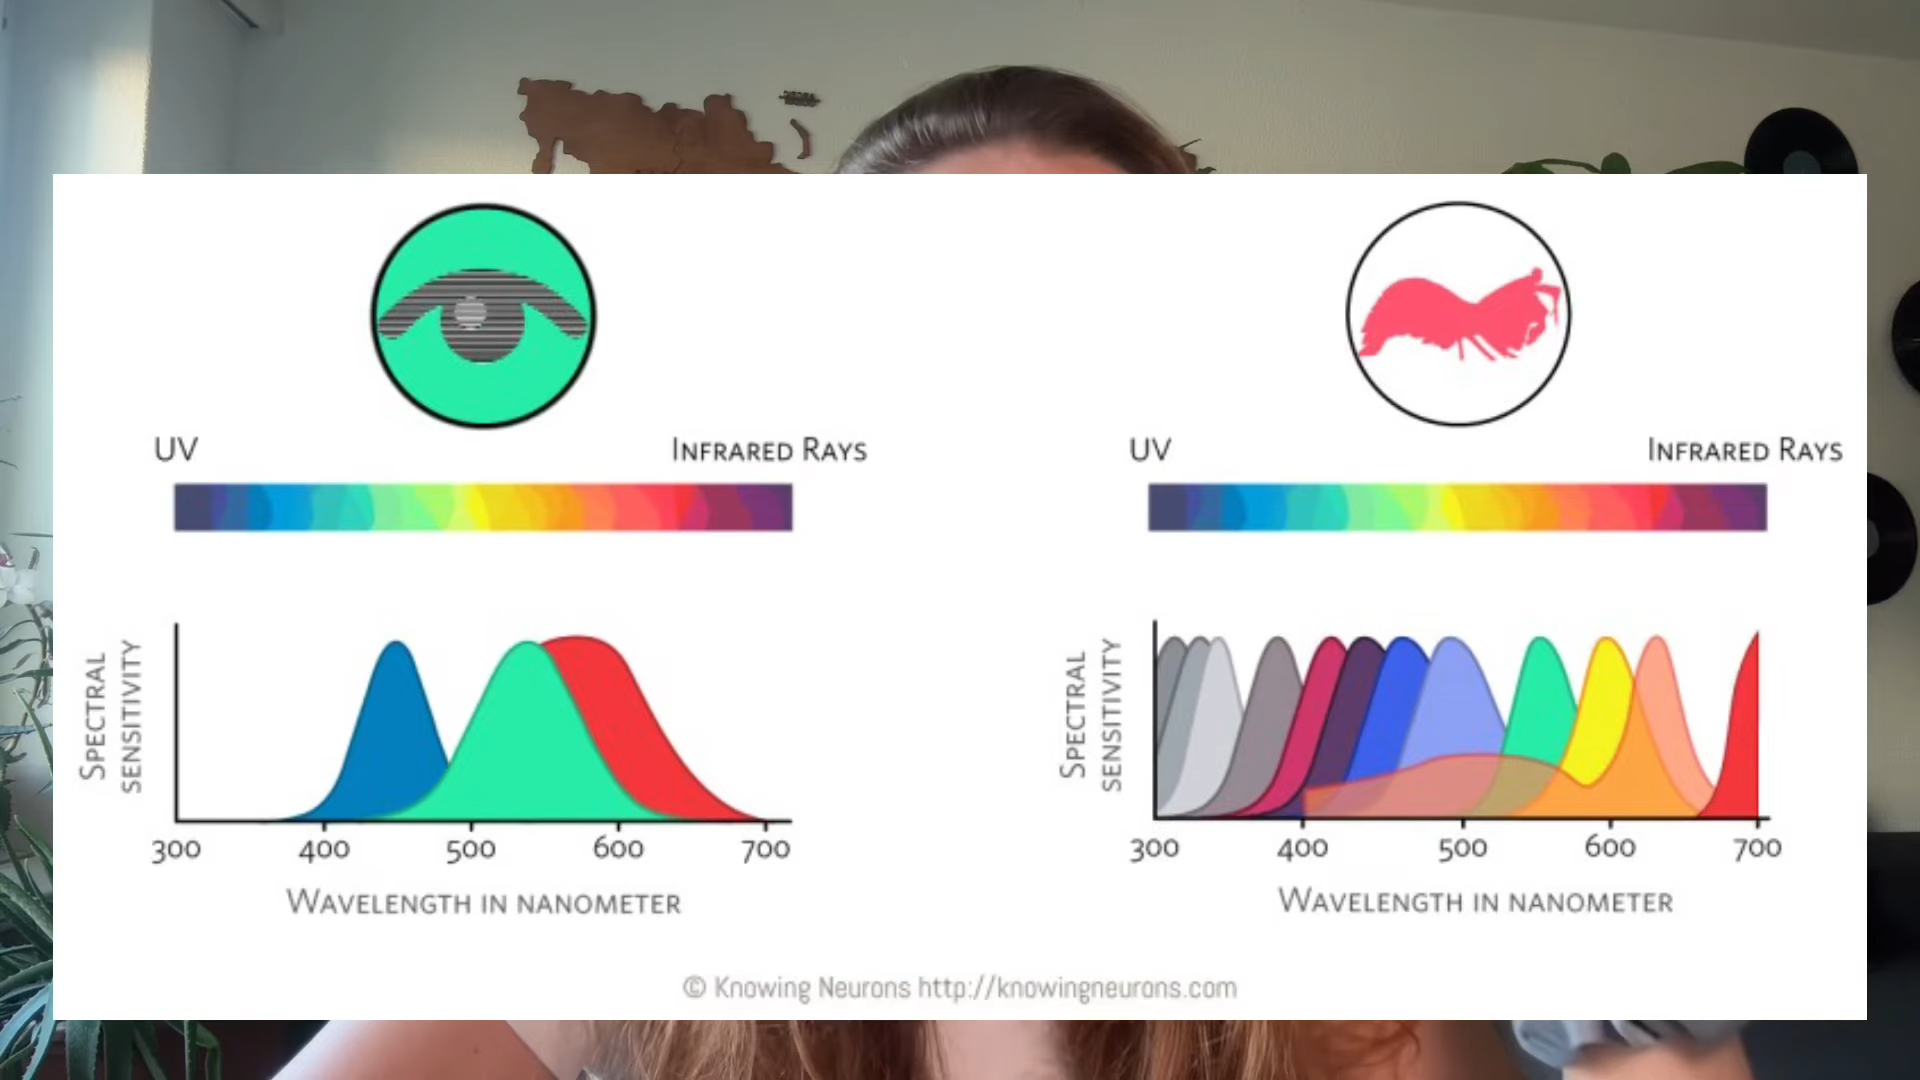 UV
INFRARED RAYS
SPECTRAL
SENSITIVITY
300 400 500 600 700
WAVELENGTH IN NANOMETER
UV
INFRARED RAYS
SPECTRAL
SENSITIVITY
300 400 500 600 700
WAVELENGTH IN NANOMETER
© Knowing Neurons http://knowingneurons.com